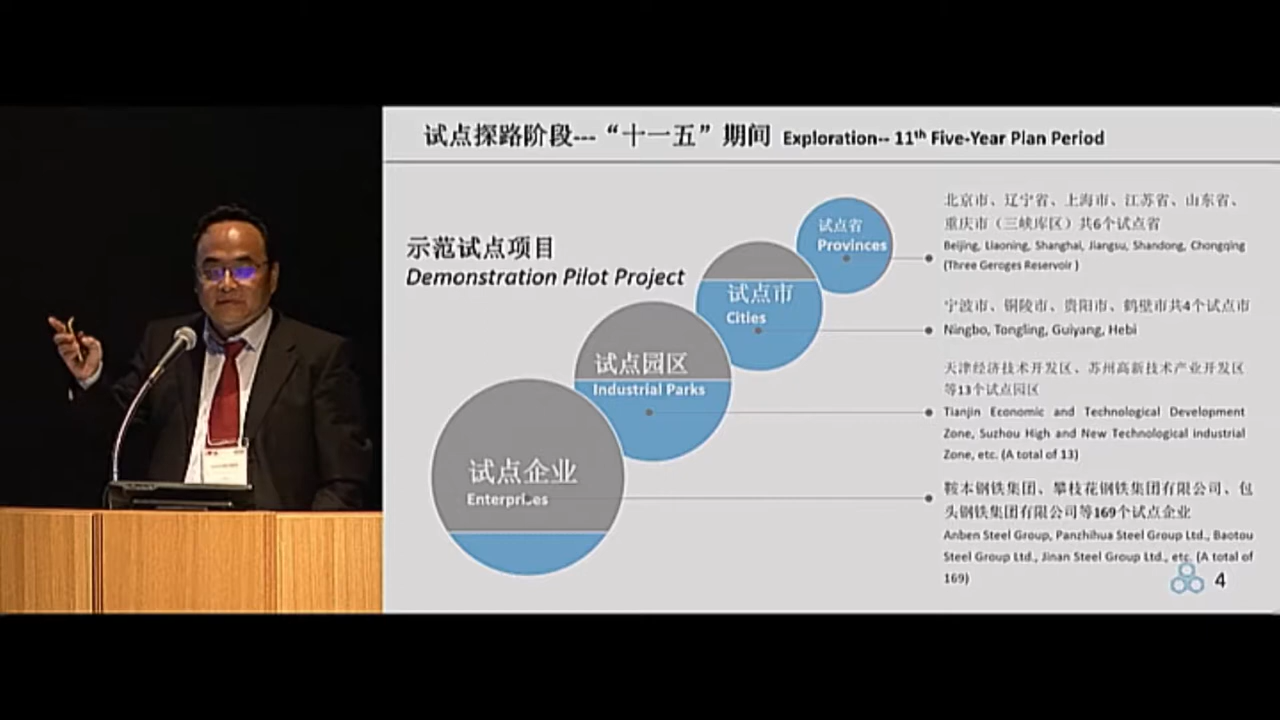 试点探路阶段---“十一五”期间 Exploration-- 11th Five-Year Plan Period
示范试点项目
Demonstration Pilot Project
试点省
Provinces
北京市、辽宁省、上海市、江苏省、山东省、
重庆市（三峡库区）共6个试点省
Beijing, Liaoning, Shanghai, Jiangsu, Shandong, Chongqing
(Three Geroges Reservoir )
试点市
Cities
宁波市、铜陵市、贵阳市、鹤壁市共4个试点市
Ningbo, Tongling, Guiyang, Hebi
试点园区
Industrial Parks
天津经济技术开发区、苏州高新技术产业开发区
等13个试点园区
Tianjin Economic and Technological Development
Zone, Suzhou High and New Technological industrial
Zone, etc. (A total of 13)
试点企业
Enterprises
鞍本钢铁集团、攀枝花钢铁集团有限公司、包
头钢铁集团有限公司等169个试点企业
Anben Steel Group, Panzhihua Steel Group Ltd., Baotou
Steel Group Ltd., Jinan Steel Group Ltd., etc. (A total of
169)
4